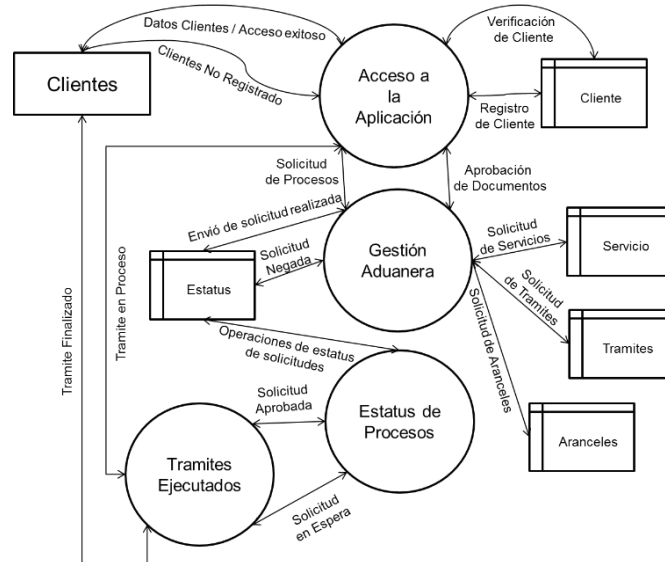 Datos Clientes / Acceso exitoso
Clientes No Registrado
Clientes
Acceso a
la
Aplicación
Verificación
de Cliente
Cliente
Registro
de Cliente
Solicitud
de Procesos
Aprobación
de Documentos
Envió de solicitud realizada
Solicitud
Negada
Estatus
Gestión
Aduanera
Solicitud
de Servicios
Servicio
Solicitud
de Tramites
Tramites
Solicitud de Aranceles
Aranceles
Operaciones de estatus
de solicitudes
Tramite Finalizado
Tramite en Proceso
Solicitud
Aprobada
Estatus de
Procesos
Tramites
Ejecutados
Solicitud
en Espera